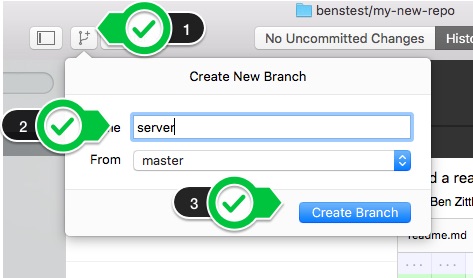 benstest/my-new-repo
1
No Uncommitted Changes
Histo
Create New Branch
2
me
server
From
master
3
Create Branch
d a rea
Ben Zittl
readme.md